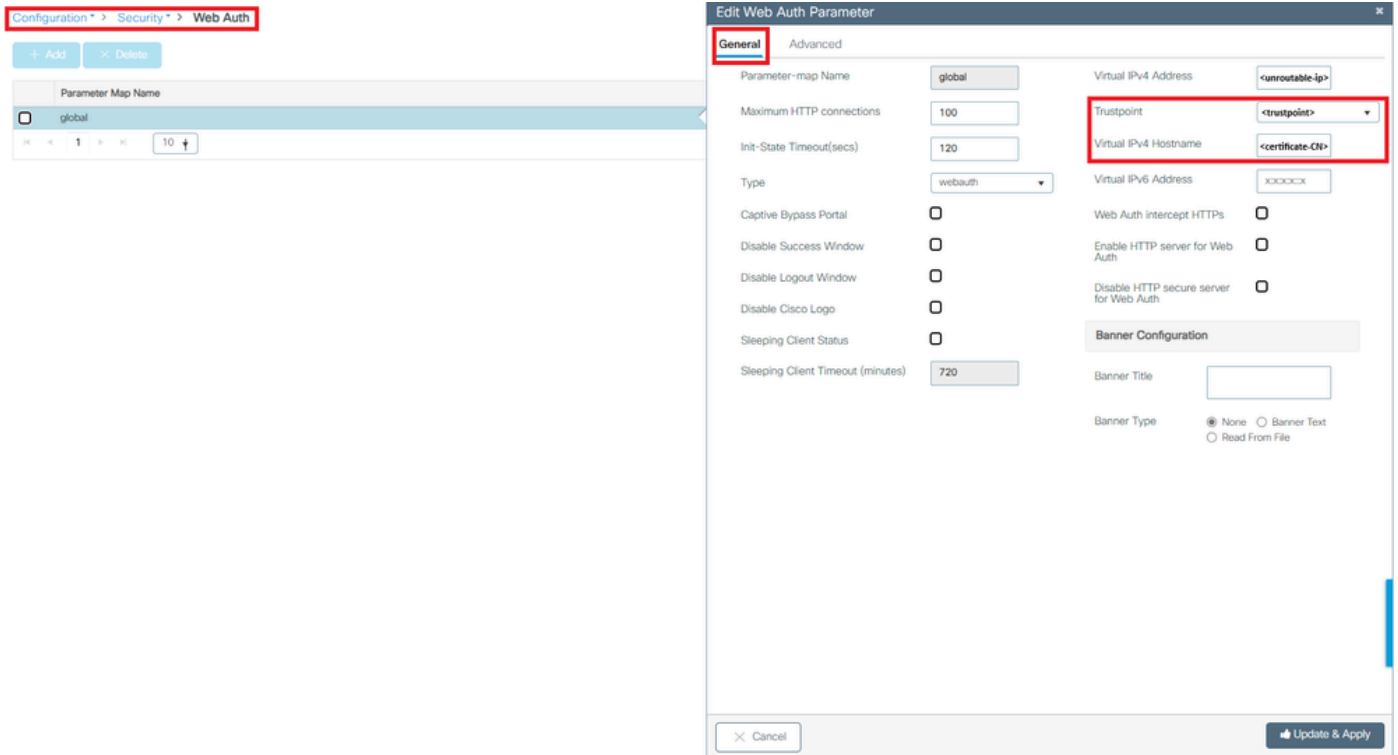 Configuration * > Security * > Web Auth
+ Add
× Delete
Parameter Map Name
global
1
10
Edit Web Auth Parameter
General
Advanced
Parameter-map Name
global
Maximum HTTP connections
100
Init-State Timeout(secs)
120
Type
webauth
Captive Bypass Portal
Disable Success Window
Disable Logout Window
Disable Cisco Logo
Sleeping Client Status
Sleeping Client Timeout (minutes)
720
Virtual IPv4 Address
<unroutable-ip>
Trustpoint
<trustpoint>
Virtual IPv4 Hostname
<certificate-CN>
Virtual IPv6 Address
Web Auth intercept HTTPs
Enable HTTP server for Web
Auth
Disable HTTP secure server
for Web Auth
Banner Configuration
Banner Title
Banner Type
None
Banner Text
Read From File
Cancel
Update & Apply